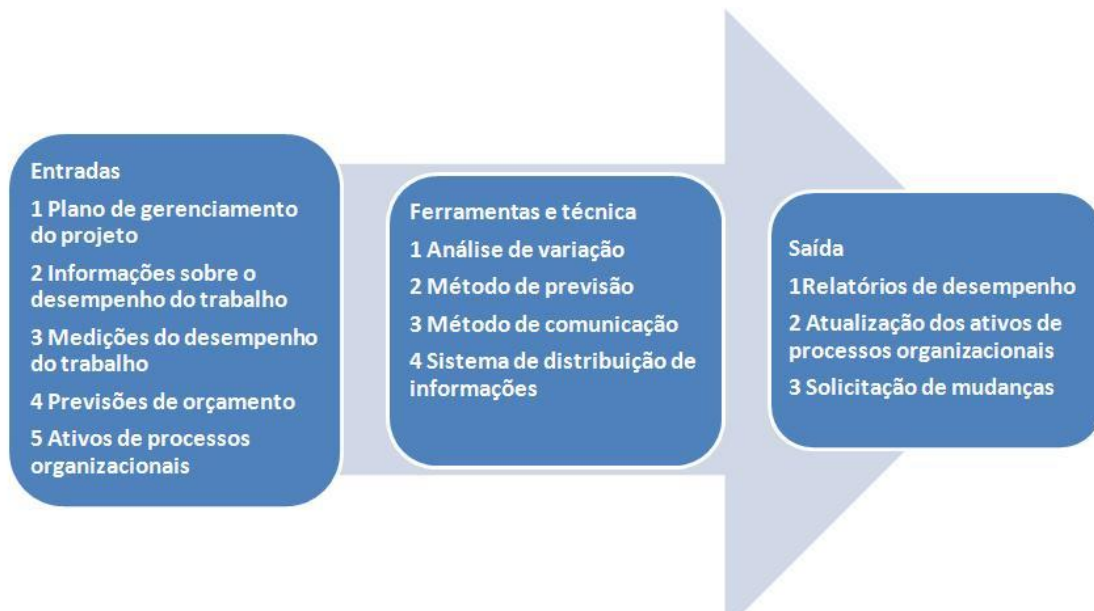 Entradas
1 Plano de gerenciamento
do projeto
2 Informações sobre o
desempenho do trabalho
3 Medições do desempenho
do trabalho
4 Previsões de orçamento
5 Ativos de processos
organizacionais
Ferramentas e técnica
1 Análise de variação
2 Método de previsão
3 Método de comunicação
4 Sistema de distribuição de
informações
Saída
1Relatórios de desempenho
2 Atualização dos ativos de
processos organizacionais
3 Solicitação de mudanças